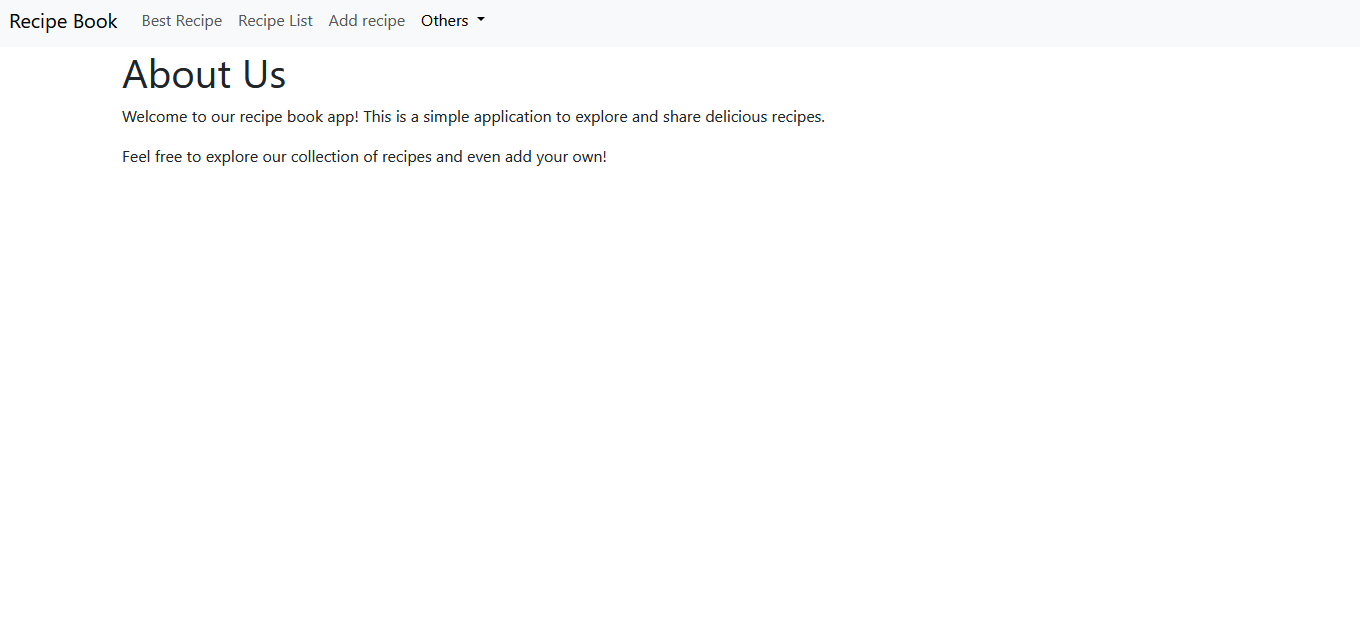 Recipe Book Best Recipe Recipe List Add recipe Others
About Us
Welcome to our recipe book app! This is a simple application to explore and share delicious recipes.
Feel free to explore our collection of recipes and even add your own!